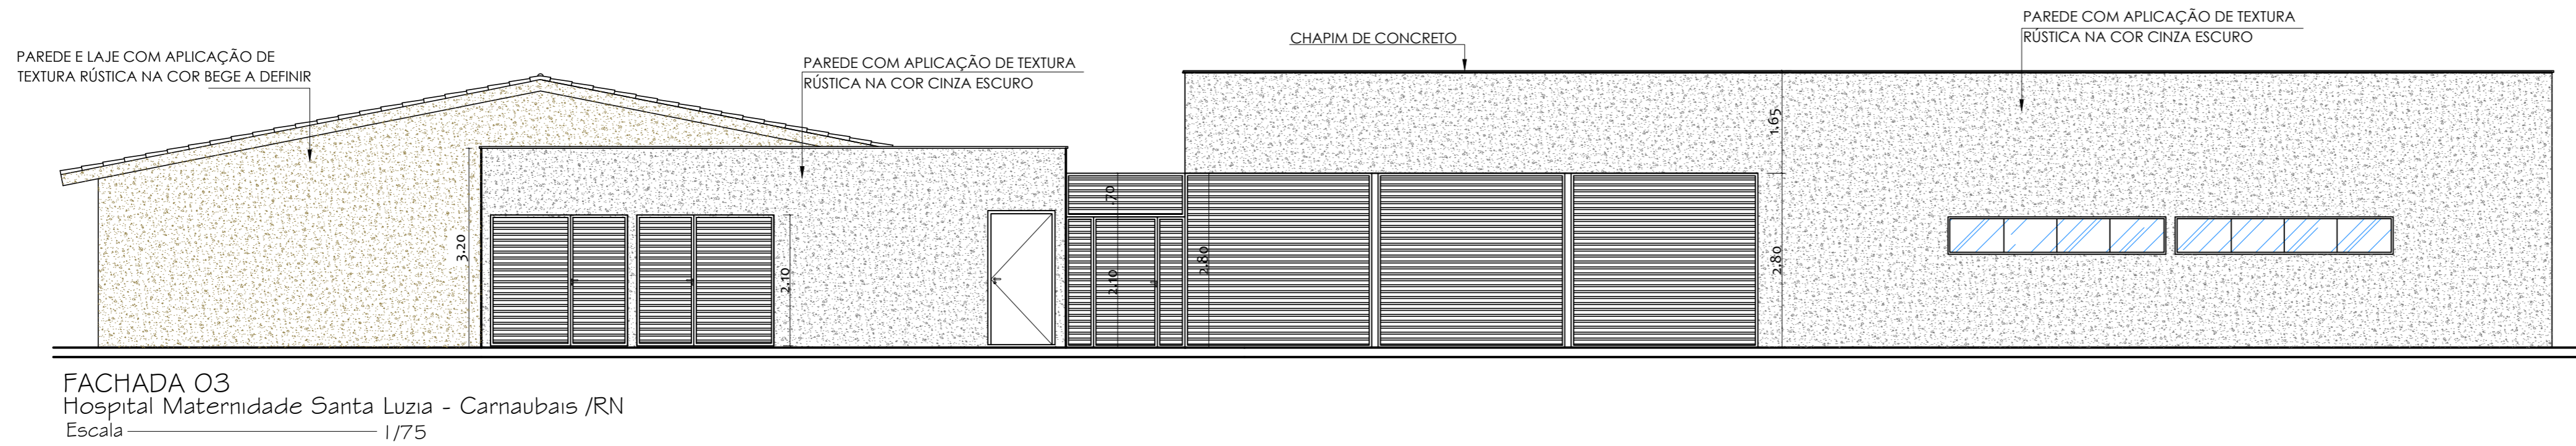 PAREDE E LAJE COM APLICAÇÃO DE
TEXTURA RÚSTICA NA COR BEGE A DEFINIR
PAREDE COM APLICAÇÃO DE TEXTURA
RÚSTICA NA COR CINZA ESCURO
CHAPIM DE CONCRETO
PAREDE COM APLICAÇÃO DE TEXTURA
RÚSTICA NA COR CINZA ESCURO
3.20
2.10
.70
2.10
2.80
1.65
2.80
FACHADA 03
Hospital Maternidade Santa Luzia - Carnaubais /RN
Escala 1/75